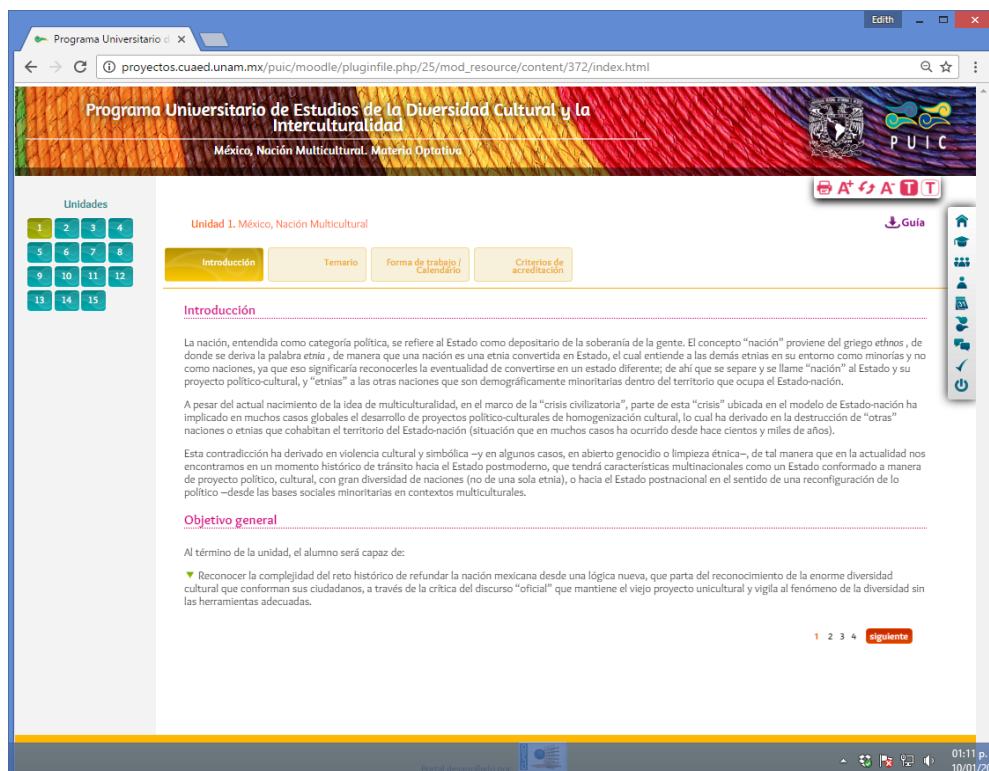 Edith
Programa Universitario d
proyectos.cuaed.unam.mx/puic/moodle/pluginfile.php/25/mod_resource/content/372/index.html
Programa Universitario de Estudios de la Diversidad Cultural y la
Interculturalidad
México, Nación Multicultural. Materia Optativa
PUIC
A+ A- T T
Unidades
1 2 3 4
5 6 7 8
9 10 11 12
13 14 15
Unidad 1. México, Nación Multicultural
Guía
Introducción
Temario
Forma de trabajo /
Calendário
Criterios de
acreditación
31
Introducción
La nación, entendida como categoría política, se refiere al Estado como depositario de la soberanía de la gente. El concepto “nación” proviene del griego ethnos , de
donde se deriva la palabra etnia , de manera que una nación es una etnia convertida en Estado, el cual entiende a las demás etnias en su entorno como minorías y no
como naciones, ya que eso significaría reconocerles la eventualidad de convertirse en un estado diferente; de ahí que se separe y se llame “nación” al Estado y su
proyecto político-cultural, y “etnias” a las otras naciones que son demográficamente minoritarias dentro del territorio que ocupa el Estado-nación.
A pesar del actual nacimiento de la idea de multiculturalidad, en el marco de la “crisis civilizatoria”, parte de esta “crisis” ubicada en el modelo de Estado-nación ha
implicado en muchos casos globales el desarrollo de proyectos político-culturales de homogenización cultural, lo cual ha derivado en la destrucción de “otras”
naciones o etnias que cohabitan el territorio del Estado-nación (situación que en muchos casos ha ocurrido desde hace cientos y miles de años).
Esta contradicción ha derivado en violencia cultural y simbólica –y en algunos casos, en abierto genocidio o limpieza étnica–, de tal manera que en la actualidad nos
encontramos en un momento histórico de tránsito hacia el Estado postmoderno, que tendrá características multinacionales como un Estado conformado a manera
de proyecto político, cultural, con gran diversidad de naciones (no de una sola etnia), o hacia el Estado postnacional en el sentido de una reconfiguración de lo
político –desde las bases sociales minoritarias en contextos multiculturales.
Objetivo general
Al término de la unidad, el alumno será capaz de:
Reconocer la complejidad del reto histórico de refundar la nación mexicana desde una lógica nueva, que parta del reconocimiento de la enorme diversidad
cultural que conforman sus ciudadanos, a través de la crítica del discurso “oficial” que mantiene el viejo proyecto unicultural y vigila al fenómeno de la diversidad sin
las herramientas adecuadas.
1 2 3 4 siguiente
Portal desarrollado por:
01:11 p.
10/01/20